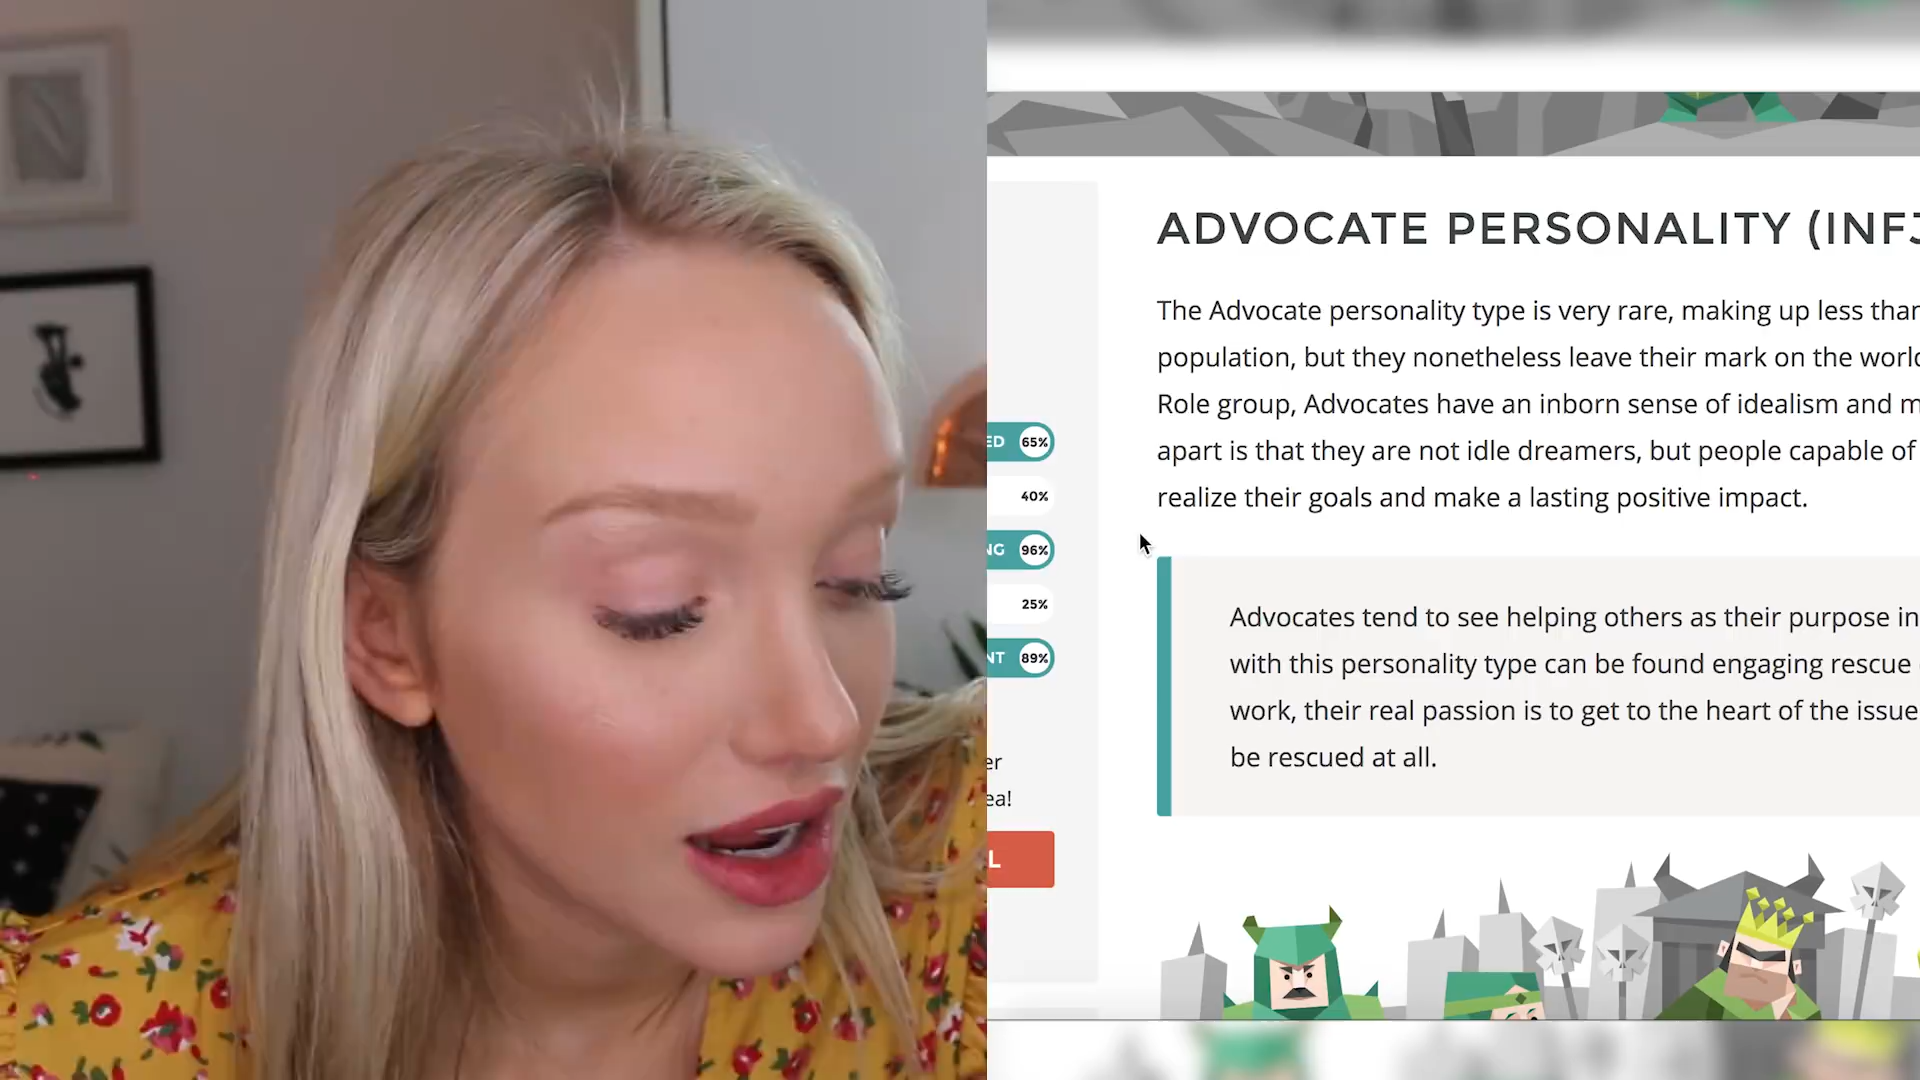 ADVOCATE PERSONALITY (INFJ
The Advocate personality type is very rare, making up less than
population, but they nonetheless leave their mark on the world
Role group, Advocates have an inborn sense of idealism and m
apart is that they are not idle dreamers, but people capable of
realize their goals and make a lasting positive impact.
ED 65%
40%
NG 96%
25%
NT 89%
er
ea!
L
Advocates tend to see helping others as their purpose in
with this personality type can be found engaging rescue
work, their real passion is to get to the heart of the issue
be rescued at all.